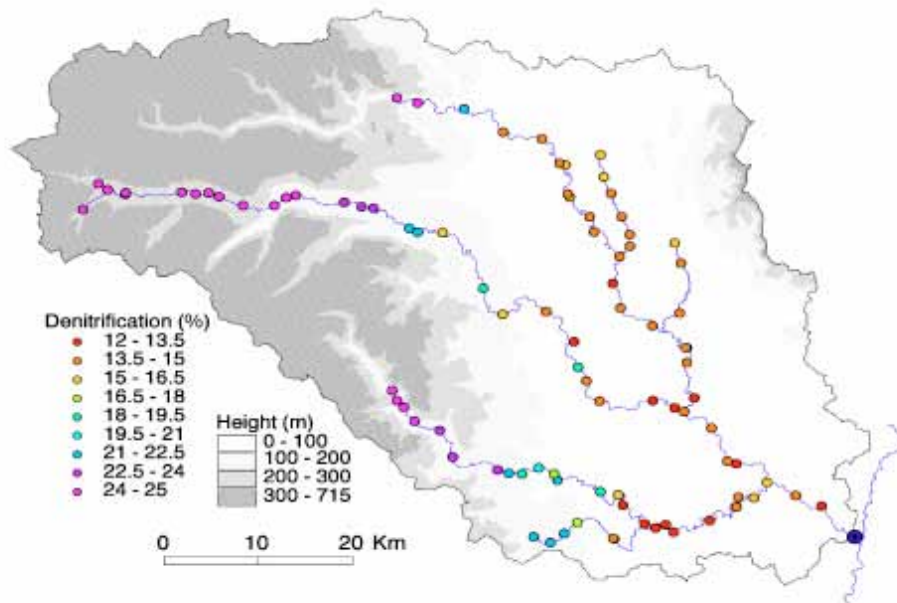 Denitrification (%)
12 - 13.5
13.5 - 15
15 - 16.5
16.5 - 18
18 - 19.5
19.5 - 21
21 - 22.5
22.5 - 24
24 - 25
Height (m)
0 - 100
100 - 200
200 - 300
300 - 715
0 10 20 Km